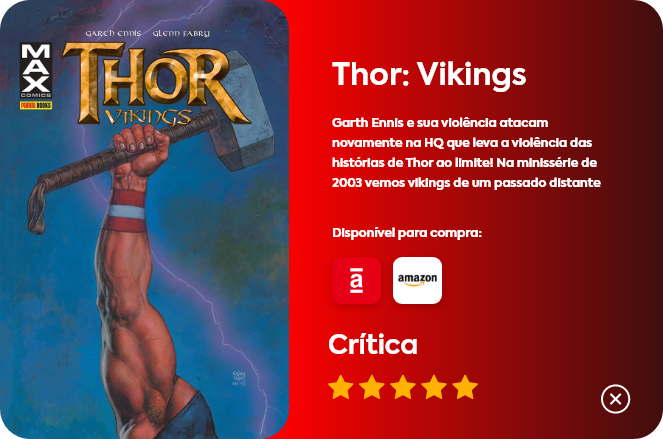 GARTH ENNIS GLENN FABRY
MAX
COMICS
PANINI BOOKS
THOR
VIKINGS
Thor: Vikings
Garth Ennis e sua violência atacam
novamente na HQ que leva a violência das
histórias de Thor ao limite! Na minissérie de
2003 vemos vikings de um passado distante
Disponível para compra:
amazon
Crítica